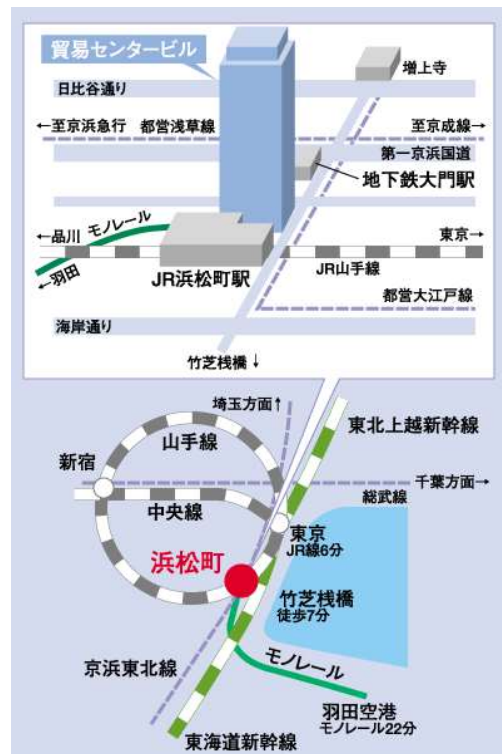 貿易センタービル
増上寺
日比谷通り
←至京浜急行
都営浅草線
至京成線→
第一京浜国道
地下鉄大門駅
モノレール
←品川
東京→
←羽田
JR浜松町駅
JR山手線
都営大江戸線
海岸通り
竹芝桟橋↓
埼玉方面↑
東北上越新幹線
山手線
新宿
千葉方面→
総武線
中央線
東京
JR線6分
浜松町
竹芝桟橋
徒歩7分
京浜東北線
モノレール
羽田空港
モノレール22分
東海道新幹線